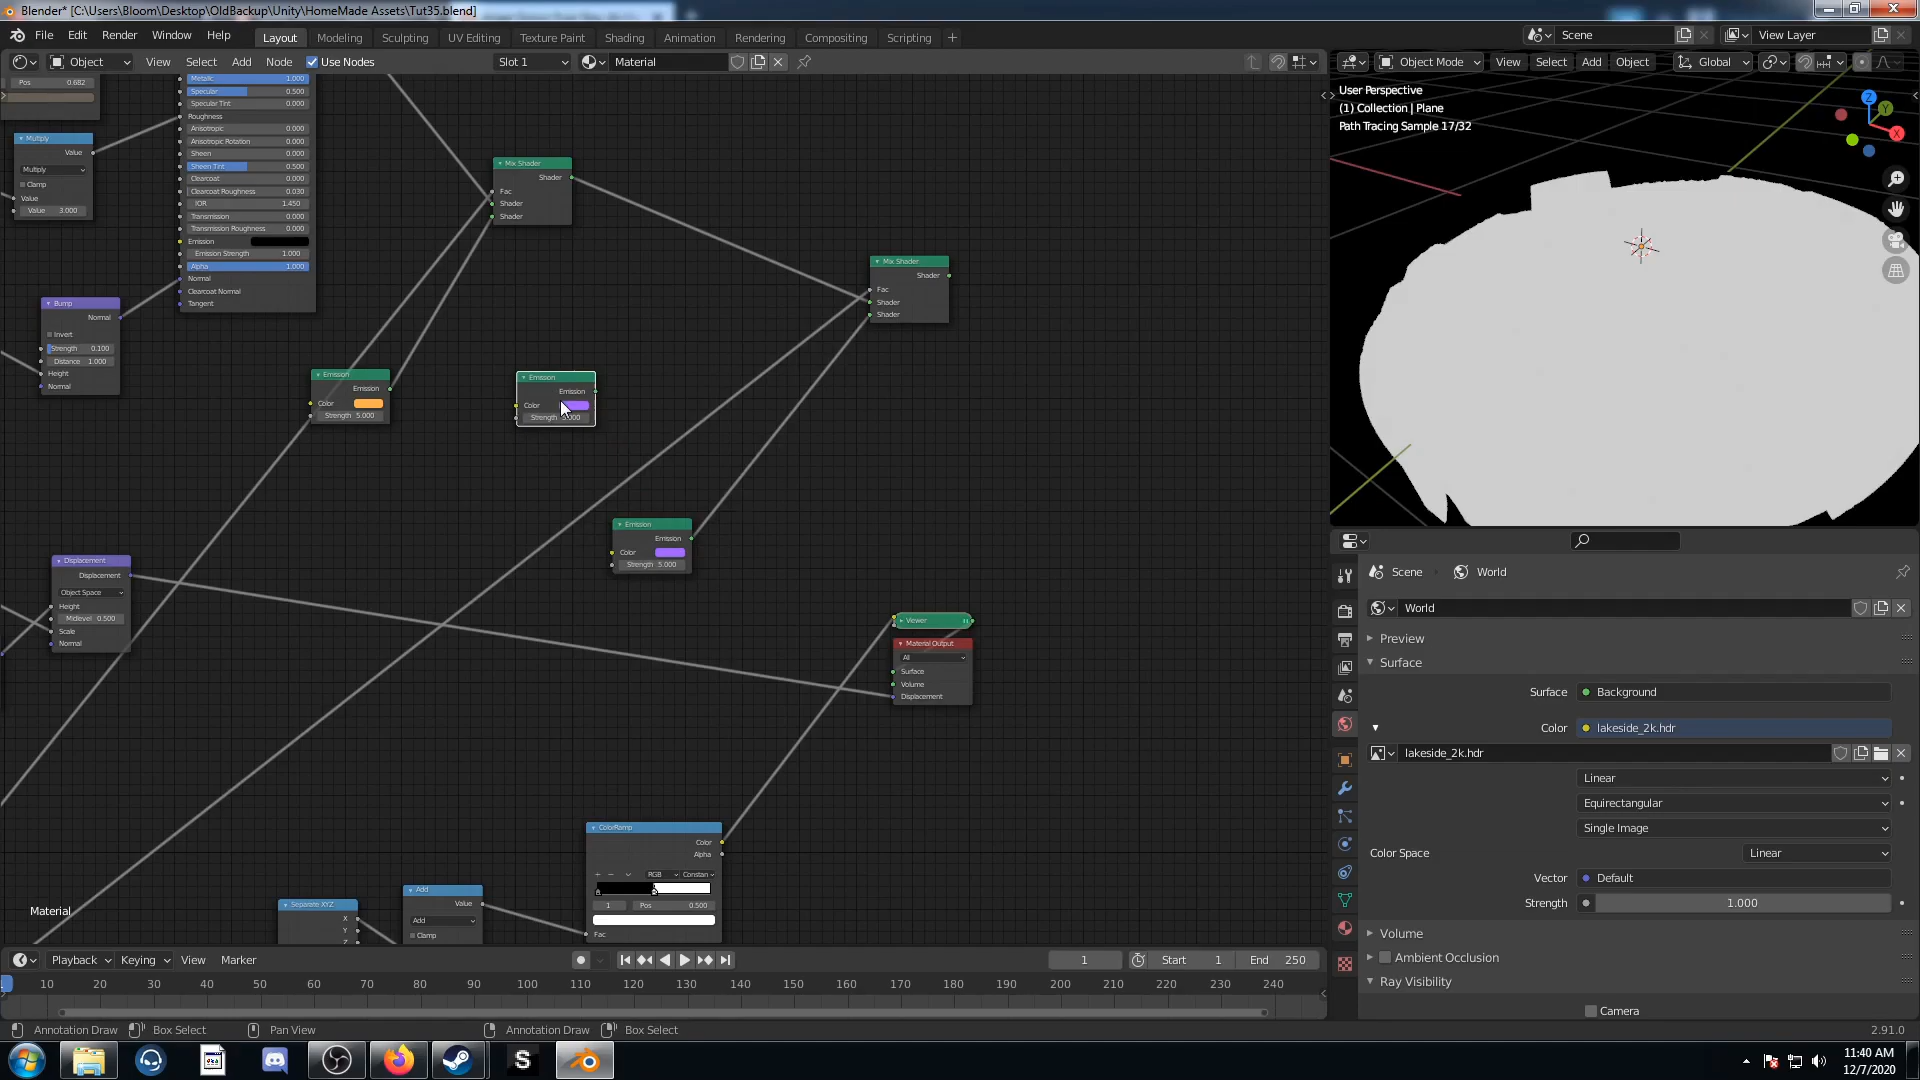 Blender* [C:\Users\Bloom\Desktop\OldBackup\Unity\HomeMade Assets\Tut35.blend]
File Edit Render Window Help Layout Modeling Sculpting UV Editing Texture Paint Shading Animation Rendering Compositing Scripting + Scene View Layer
Object View Select Add Node Use Nodes Slot 1 Material
Object Mode View Select Add Object Global
Pos 0.682
Multiply
Value
Multiply
Clamp
Value
Value 3.000
Metallic 1.000
Specular 0.500
Specular Tint 0.000
Roughness
Anisotropic 0.000
Anisotropic Rotation 0.000
Sheen 0.000
Sheen Tint 0.500
Clearcoat 0.000
Clearcoat Roughness 0.030
IOR 1.450
Transmission 0.000
Transmission Roughness 0.000
Emission
Emission Strength 1.000
Alpha 1.000
Normal
Clearcoat Normal
Tangent
Bump
Normal
Invert
Strength 0.100
Distance 1.000
Height
Normal
Mix Shader
Shader
Fac
Shader
Shader
Mix Shader
Shader
Fac
Shader
Shader
Emission
Emission
Color
Strength 5.000
Emission
Emission
Color
Strength
Emission
Emission
Color
Strength 5.000
Displacement
Displacement
Object Space
Height
Midlevel 0.500
Scale
Normal
Viewer
Material Output
All
Surface
Volume
Displacement
ColorRamp
Color
Alpha
+ − RGB Constan
1 Pos 0.500
Fac
Add
Value
Add
Clamp
Separate XYZ
X
Y
Z
Material
User Perspective
(1) Collection | Plane
Path Tracing Sample 17/32
Z
Y
X
Scene World
World
Preview
Surface
Surface Background
Color lakeside_2k.hdr
lakeside_2k.hdr
Linear
Equirectangular
Single Image
Color Space Linear
Vector Default
Strength 1.000
Volume
Ambient Occlusion
Ray Visibility
Camera
Playback Keying View Marker 1 Start 1 End 250
1 10 20 30 40 50 60 70 80 90 100 110 120 130 140 150 160 170 180 190 200 210 220 230 240
Annotation Draw Box Select Pan View Annotation Draw Box Select 2.91.0
S
11:40 AM
12/7/2020